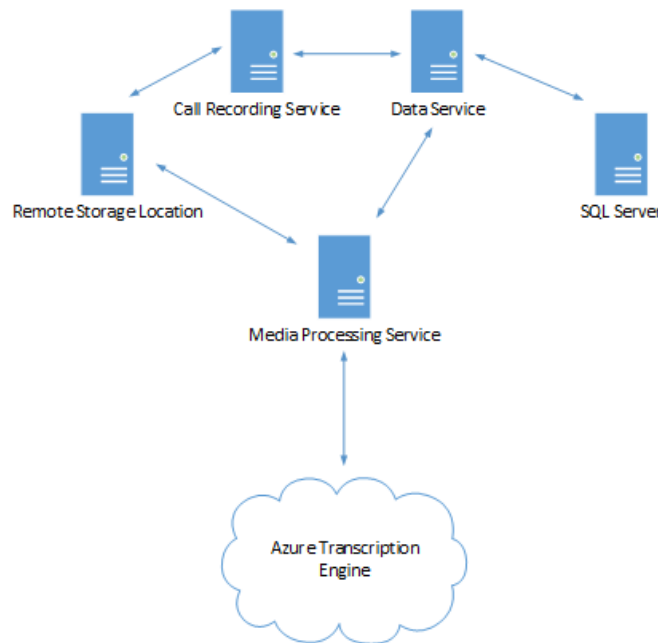 Call Recording Service
Data Service
Remote Storage Location
SQL Server
Media Processing Service
Azure Transcription
Engine